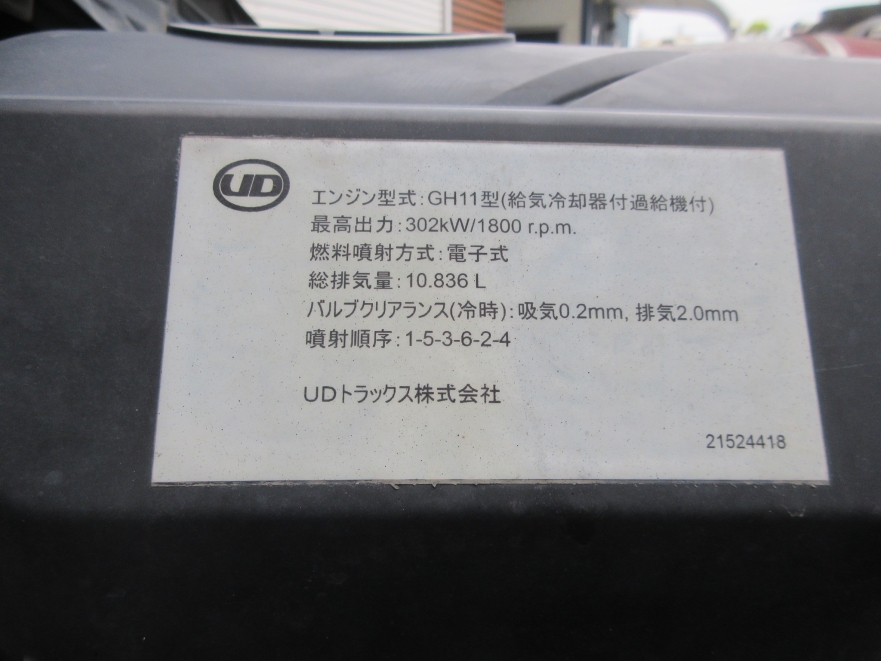 UD
エンジン型式:GH11型(給気冷却器付過給機付)
最高出力:302kW/1800 r.p.m.
燃料噴射方式:電子式
総排気量:10.836 L
バルブクリアランス(冷時):吸気0.2mm, 排気2.0mm
噴射順序:1-5-3-6-2-4
UDトラックス株式会社
21524418